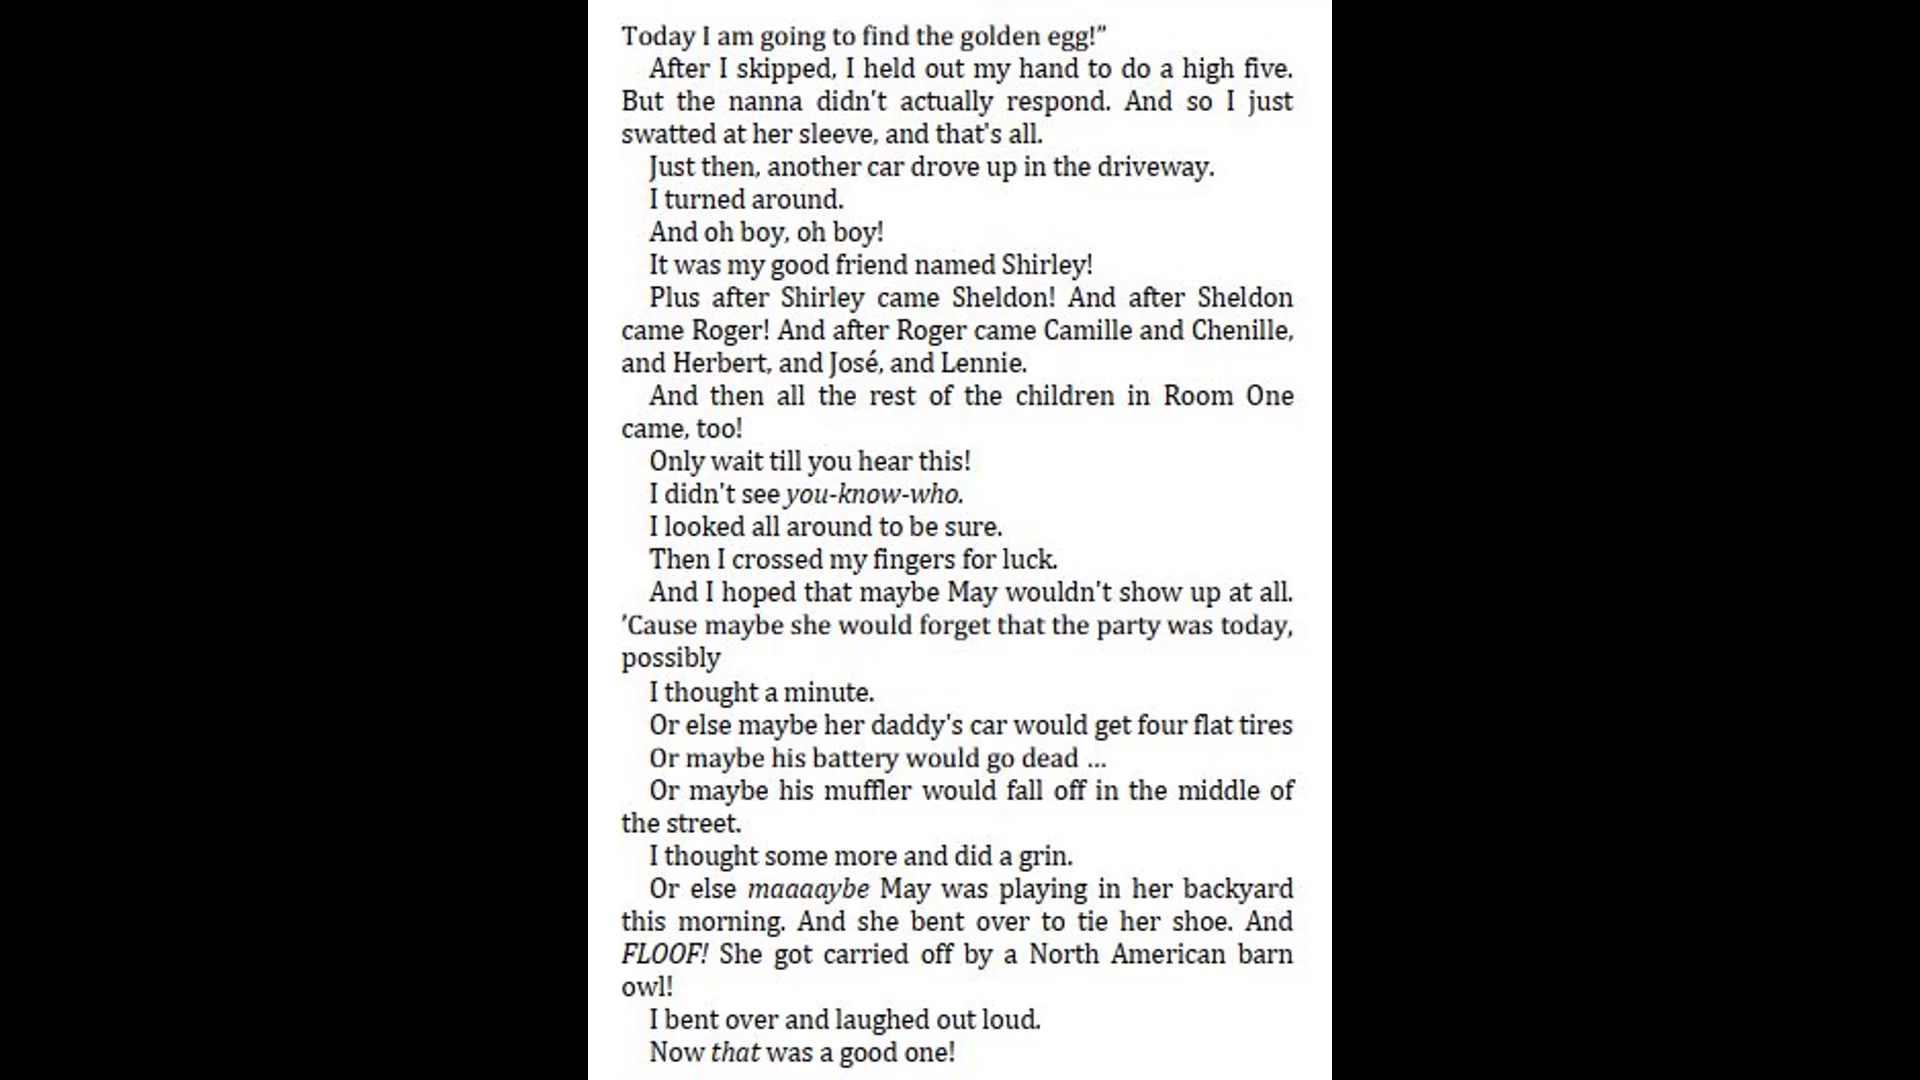 Today I am going to find the golden egg!”
After I skipped, I held out my hand to do a high five.
But the nanna didn't actually respond. And so I just
swatted at her sleeve, and that's all.
Just then, another car drove up in the driveway.
I turned around.
And oh boy, oh boy!
It was my good friend named Shirley!
Plus after Shirley came Sheldon! And after Sheldon
came Roger! And after Roger came Camille and Chenille,
and Herbert, and José, and Lennie.
And then all the rest of the children in Room One
came, too!
Only wait till you hear this!
I didn't see you-know-who.
I looked all around to be sure.
Then I crossed my fingers for luck.
And I hoped that maybe May wouldn't show up at all.
’Cause maybe she would forget that the party was today,
possibly
I thought a minute.
Or else maybe her daddy's car would get four flat tires
Or maybe his battery would go dead ...
Or maybe his muffler would fall off in the middle of
the street.
I thought some more and did a grin.
Or else maaaaybe May was playing in her backyard
this morning. And she bent over to tie her shoe. And
FLOOF! She got carried off by a North American barn
owl!
I bent over and laughed out loud.
Now that was a good one!